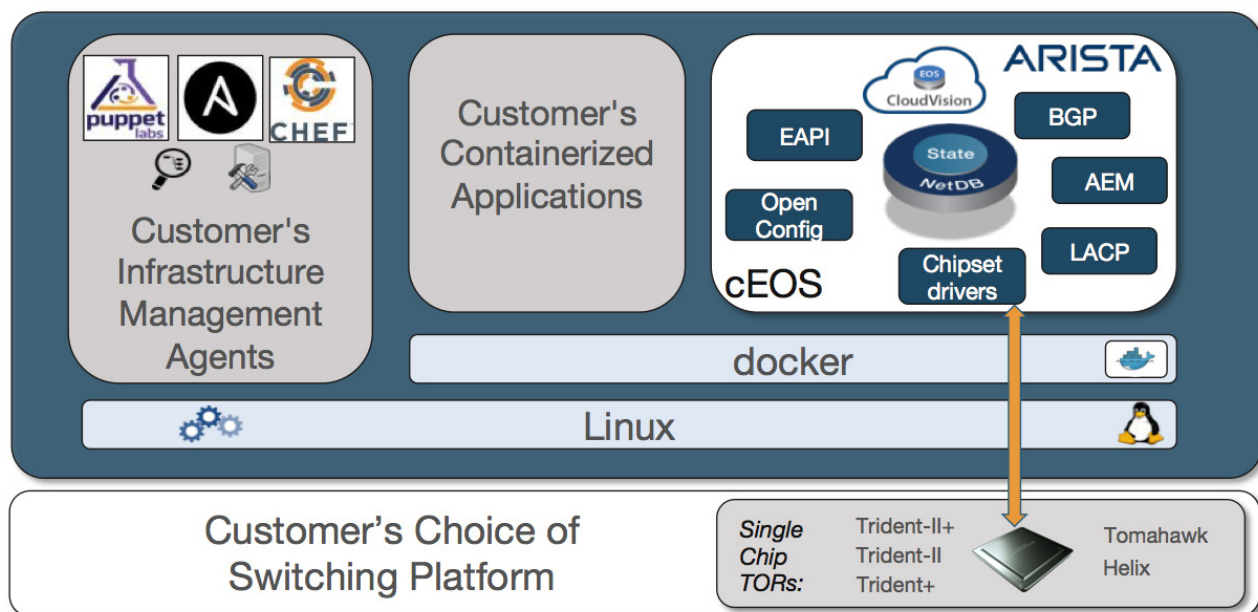 puppet
labs
A
CHEF
Customer's
Infrastructure
Management
Agents
Customer's
Containerized
Applications
EOS
CloudVision
ARISTA
EAPI
BGP
State
NetDB
AEM
Open
Config
LACP
Chipset
drivers
cEOS
docker
Linux
Customer's Choice of
Switching Platform
Single
Chip
TORs:
Trident-II+
Trident-II
Trident+
Tomahawk
Helix